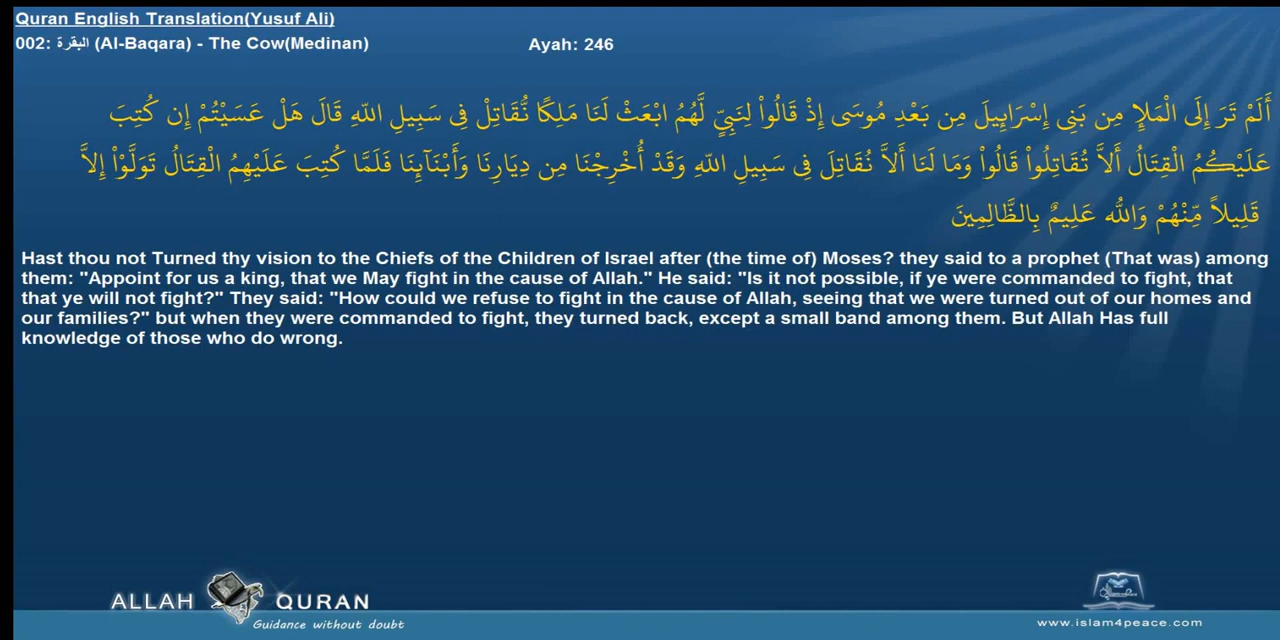 Quran English Translation(Yusuf Ali)
002: البقرة (Al-Baqara) - The Cow(Medinan)
Ayah: 246
أَلَمْ تَرَ إِلَى الْمَلإِ مِن بَنِي إِسْرَائِيلَ مِن بَعْدِ مُوسَى إِذْ قَالُواْ لِنَبِيٍّ لَّهُمُ ابْعَثْ لَنَا مَلِكًا نُّقَاتِلْ فِي سَبِيلِ اللّهِ قَالَ هَلْ عَسَيْتُمْ إِن كُتِبَ
عَلَيْكُمُ الْقِتَالُ أَلاَّ تُقَاتِلُواْ قَالُواْ وَمَا لَنَا أَلاَّ نُقَاتِلَ فِي سَبِيلِ اللّهِ وَقَدْ أُخْرِجْنَا مِن دِيَارِنَا وَأَبْنَآئِنَا فَلَمَّا كُتِبَ عَلَيْهِمُ الْقِتَالُ تَوَلَّوْاْ إِلاَّ
قَلِيلاً مِّنْهُمْ وَاللّهُ عَلِيمٌ بِالظَّالِمِينَ
Hast thou not Turned thy vision to the Chiefs of the Children of Israel after (the time of) Moses? they said to a prophet (That was) among
them: "Appoint for us a king, that we May fight in the cause of Allah." He said: "Is it not possible, if ye were commanded to fight, that
that ye will not fight?" They said: "How could we refuse to fight in the cause of Allah, seeing that we were turned out of our homes and
our families?" but when they were commanded to fight, they turned back, except a small band among them. But Allah Has full
knowledge of those who do wrong.
ALLAH QURAN
Guidance without doubt
www.islam4peace.com